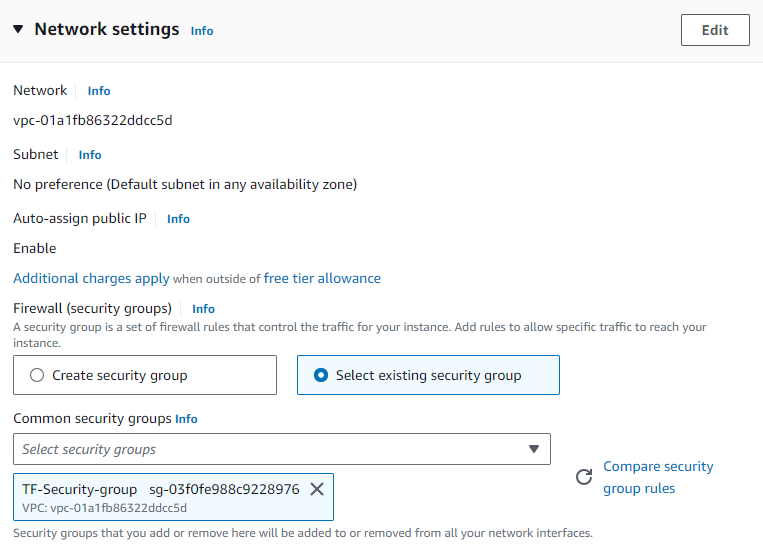 Network settings Info
Edit
Network Info
vpc-01a1fb86322ddcc5d
Subnet Info
No preference (Default subnet in any availability zone)
Auto-assign public IP Info
Enable
Additional charges apply when outside of free tier allowance
Firewall (security groups) Info
A security group is a set of firewall rules that control the traffic for your instance. Add rules to allow specific traffic to reach your
instance.
Create security group
Select existing security group
Common security groups Info
Select security groups
Compare security
group rules
TF-Security-group sg-03f0fe988c9228976
VPC: vpc-01a1fb86322ddcc5d
Security groups that you add or remove here will be added to or removed from all your network interfaces.